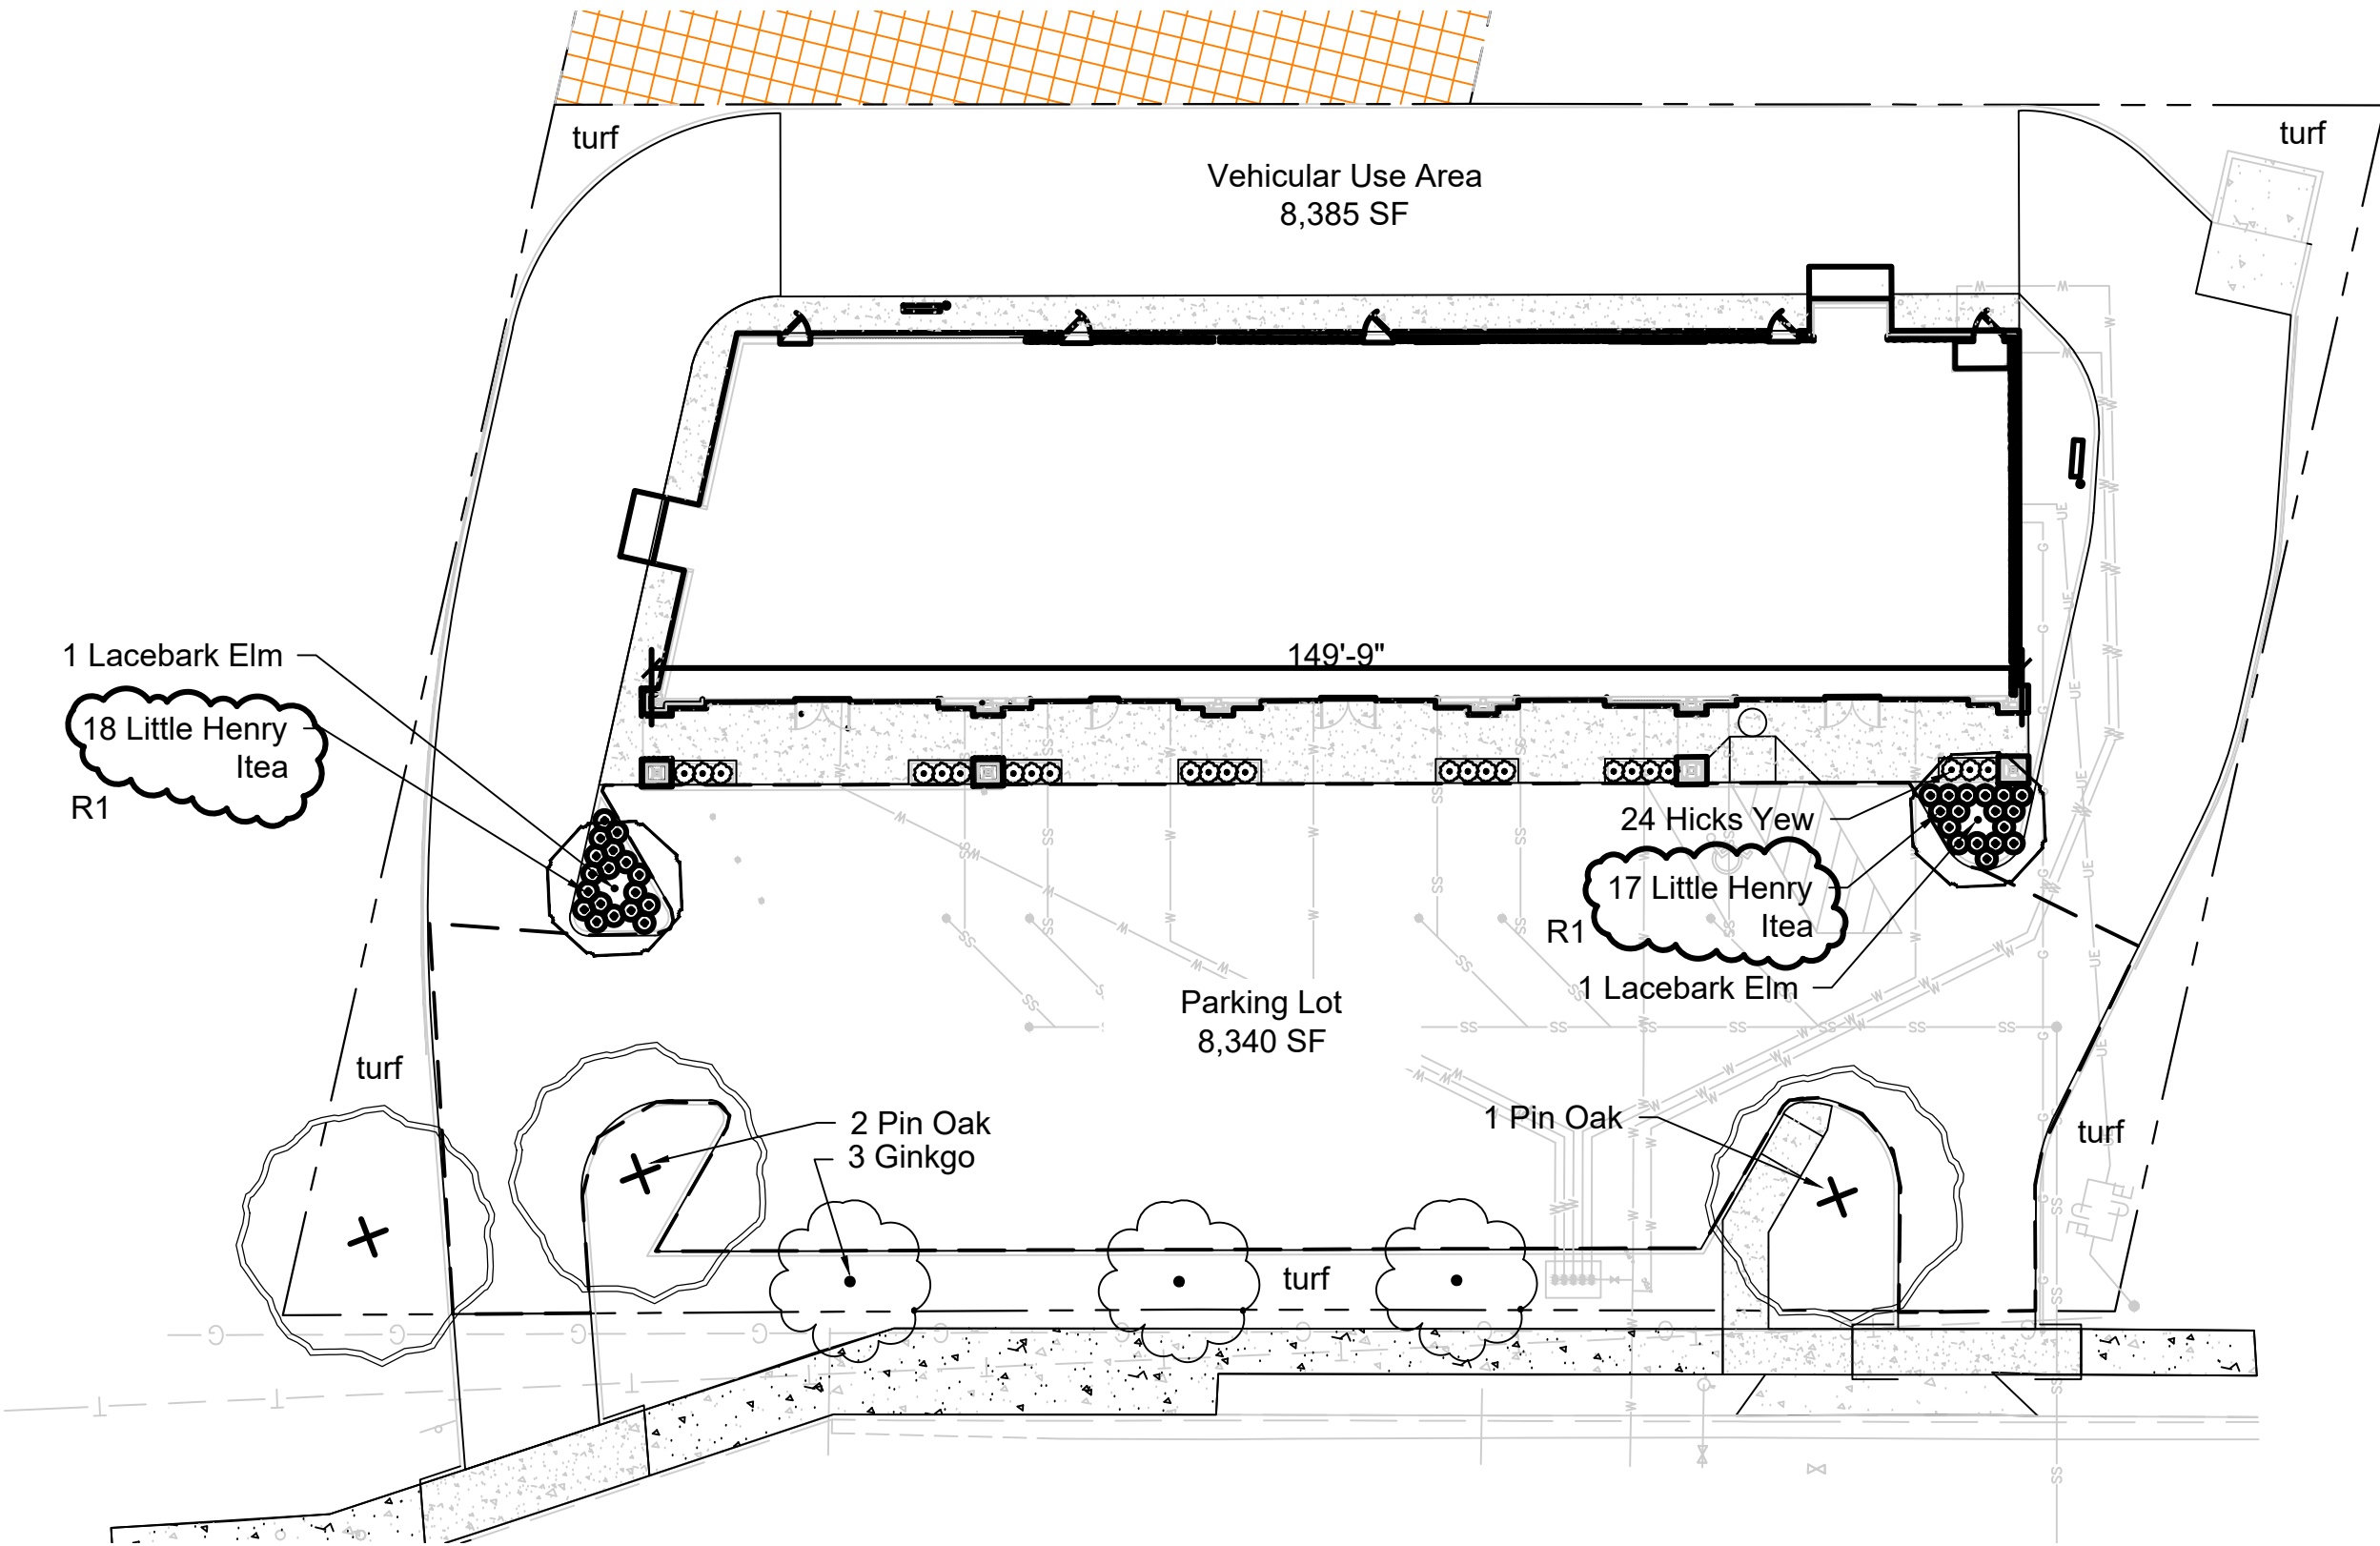 turf
turf
Vehicular Use Area
8,385 SF
1 Lacebark Elm
149'-9"
18 Little Henry
Itea
R1
24 Hicks Yew
17 Little Henry
Itea
R1
1 Lacebark Elm
Parking Lot
8,340 SF
turf
2 Pin Oak
3 Ginkgo
1 Pin Oak
turf
turf